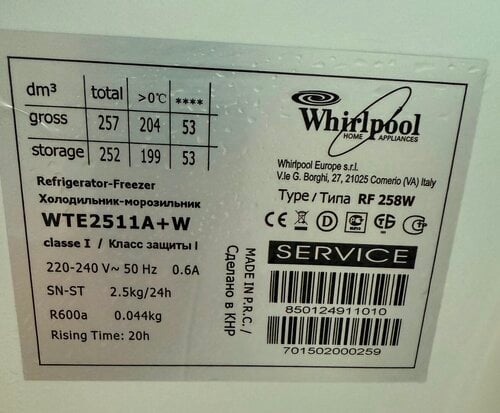 dm³ total >0℃ ****
gross 257 204 53
storage 252 199 53
Refrigerator-Freezer
Холодильник-морозильник
WTE2511A+W
classe I / Класс защиты I
220-240 V~ 50 Hz 0.6A
SN-ST 2.5kg/24h
R600a 0.044kg
Rising Time: 20h
MADE IN P.R.C./
Сделано в КНР
Whirlpool
HOME APPLIANCES
Whirlpool Europe s.r.l.
V.le G. Borghi, 27, 21025 Comerio (VA) Italy
Type/Типа RF 258W
CE D
SERVICE
850124911010
701502000259